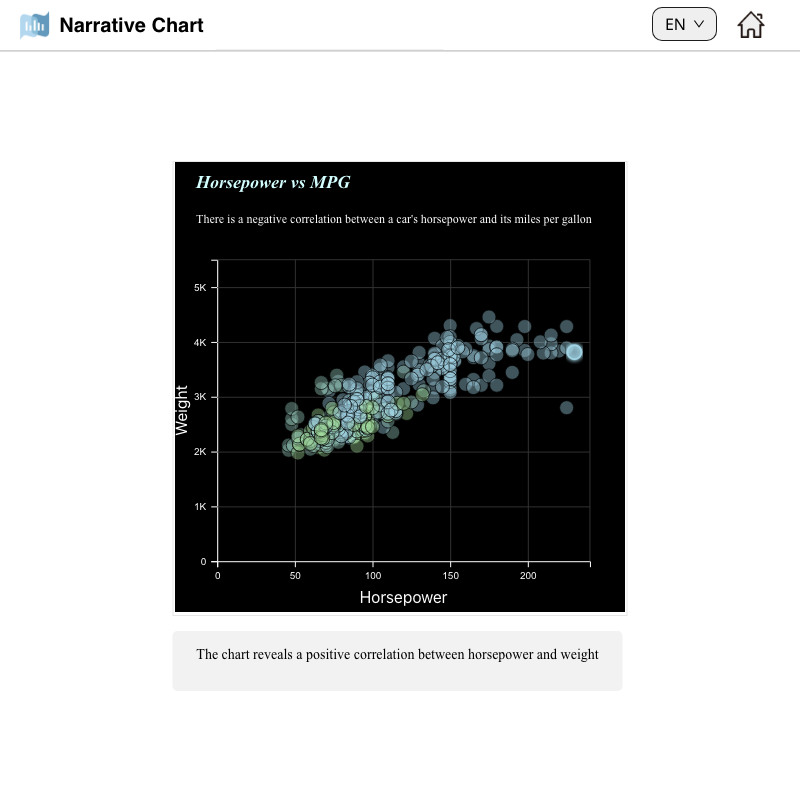 Narrative Chart
EN
Horsepower vs MPG
There is a negative correlation between a car's horsepower and its miles per gallon
5K
4K
3K
2K
1K
0
Weight
0 50 100 150 200
Horsepower
The chart reveals a positive correlation between horsepower and weight